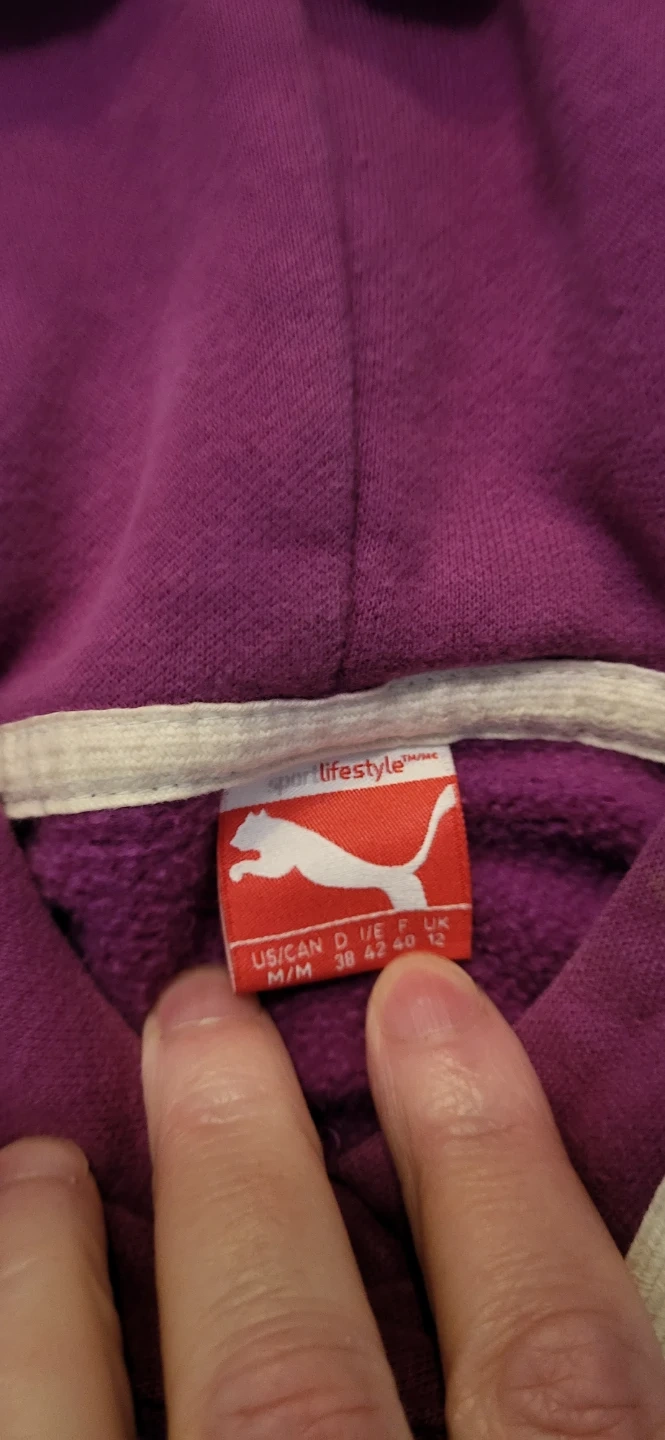 sportlifestyle™/MC
US/CAN D I/E F UK
M/M 38 42 40 12